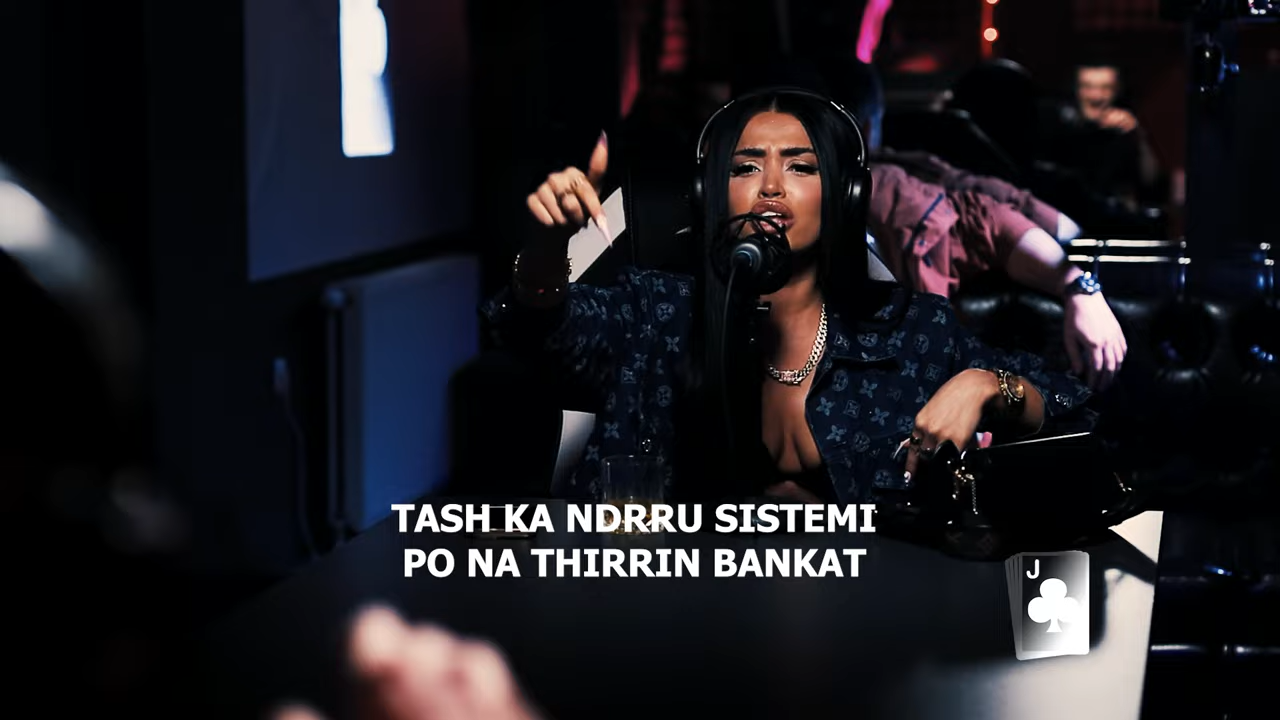 TASH KA NDRRU SISTEMI
PO NA THIRRIN BANKAT
J